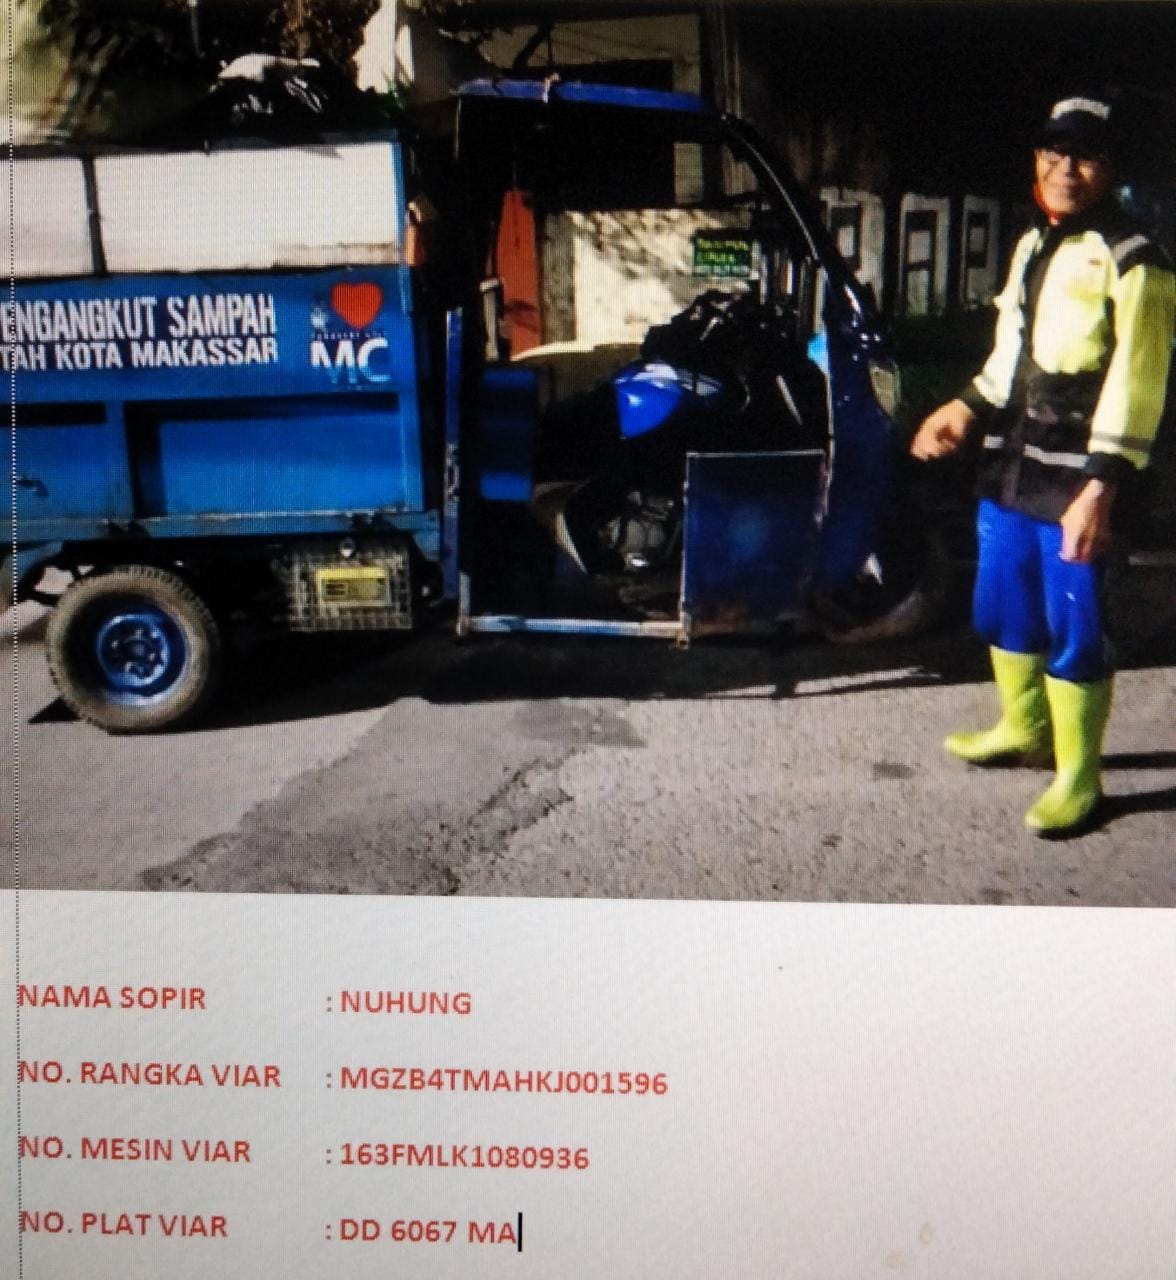 ENGANGKUT SAMPAH
TAH KOTA MAKASSAR
MC
NAMA SOPIR : NUHUNG
NO. RANGKA VIAR : MGZB4TMAHKJ001596
NO. MESIN VIAR : 163FMLK1080936
NO. PLAT VIAR : DD 6067 MA